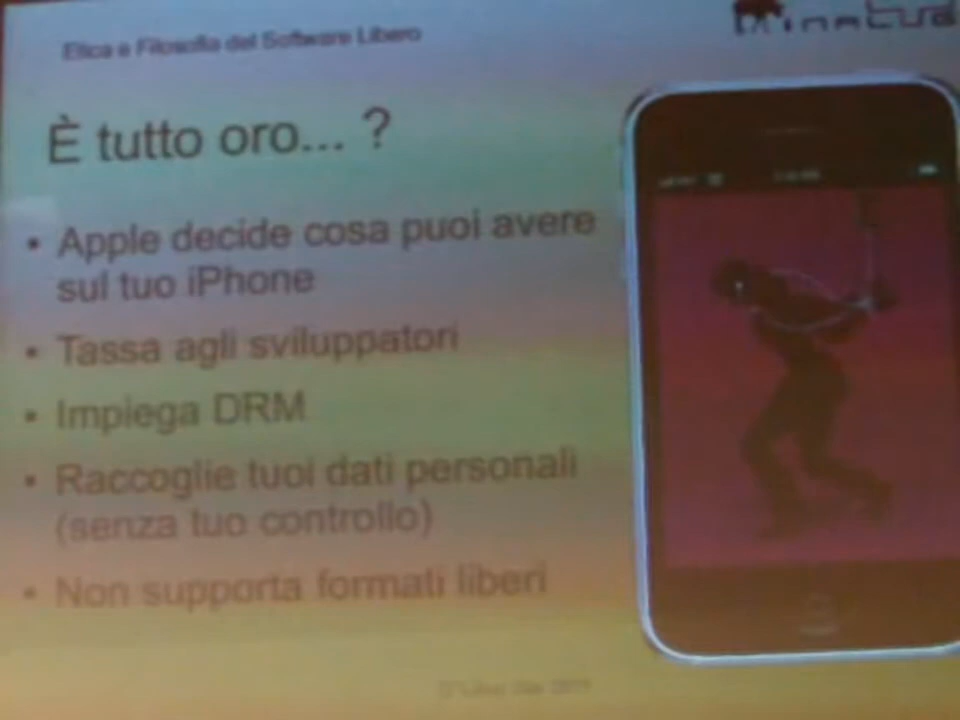 Etica e Filosofia del Software Libero
È tutto oro... ?
• Apple decide cosa puoi avere
sul tuo iPhone
• Tassa agli sviluppatori
• Impiega DRM
• Raccoglie tuoi dati personali
(senza tuo controllo)
• Non supporta formati liberi